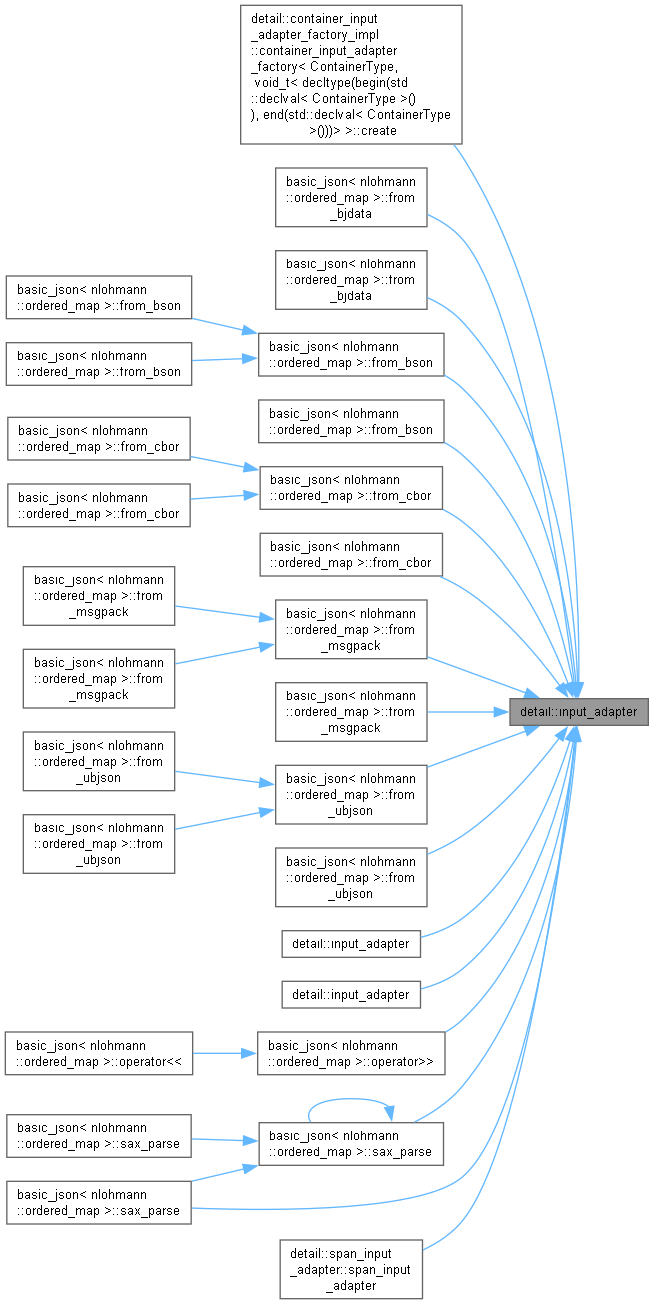 detail::container_input
_adapter_factory_impl
::container_input_adapter
_factory< ContainerType,
void_t< decltype(begin(std
::declval< ContainerType >()
), end(std::declval< ContainerType
>()))> >::create
basic_json< nlohmann
::ordered_map >::from
_bjdata
basic_json< nlohmann
::ordered_map >::from
_bjdata
basic_json< nlohmann
::ordered_map >::from_bson
basic_json< nlohmann
::ordered_map >::from_bson
basic_json< nlohmann
::ordered_map >::from_bson
basic_json< nlohmann
::ordered_map >::from_bson
basic_json< nlohmann
::ordered_map >::from_cbor
basic_json< nlohmann
::ordered_map >::from_cbor
basic_json< nlohmann
::ordered_map >::from_cbor
basic_json< nlohmann
::ordered_map >::from_cbor
basic_json< nlohmann
::ordered_map >::from
_msgpack
basic_json< nlohmann
::ordered_map >::from
_msgpack
basic_json< nlohmann
::ordered_map >::from
_msgpack
basic_json< nlohmann
::ordered_map >::from
_msgpack
detail::input_adapter
basic_json< nlohmann
::ordered_map >::from
_ubjson
basic_json< nlohmann
::ordered_map >::from
_ubjson
basic_json< nlohmann
::ordered_map >::from
_ubjson
basic_json< nlohmann
::ordered_map >::from
_ubjson
detail::input_adapter
detail::input_adapter
basic_json< nlohmann
::ordered_map >::operator<<
basic_json< nlohmann
::ordered_map >::operator>>
basic_json< nlohmann
::ordered_map >::sax_parse
basic_json< nlohmann
::ordered_map >::sax_parse
basic_json< nlohmann
::ordered_map >::sax_parse
detail::span_input
_adapter::span_input
_adapter